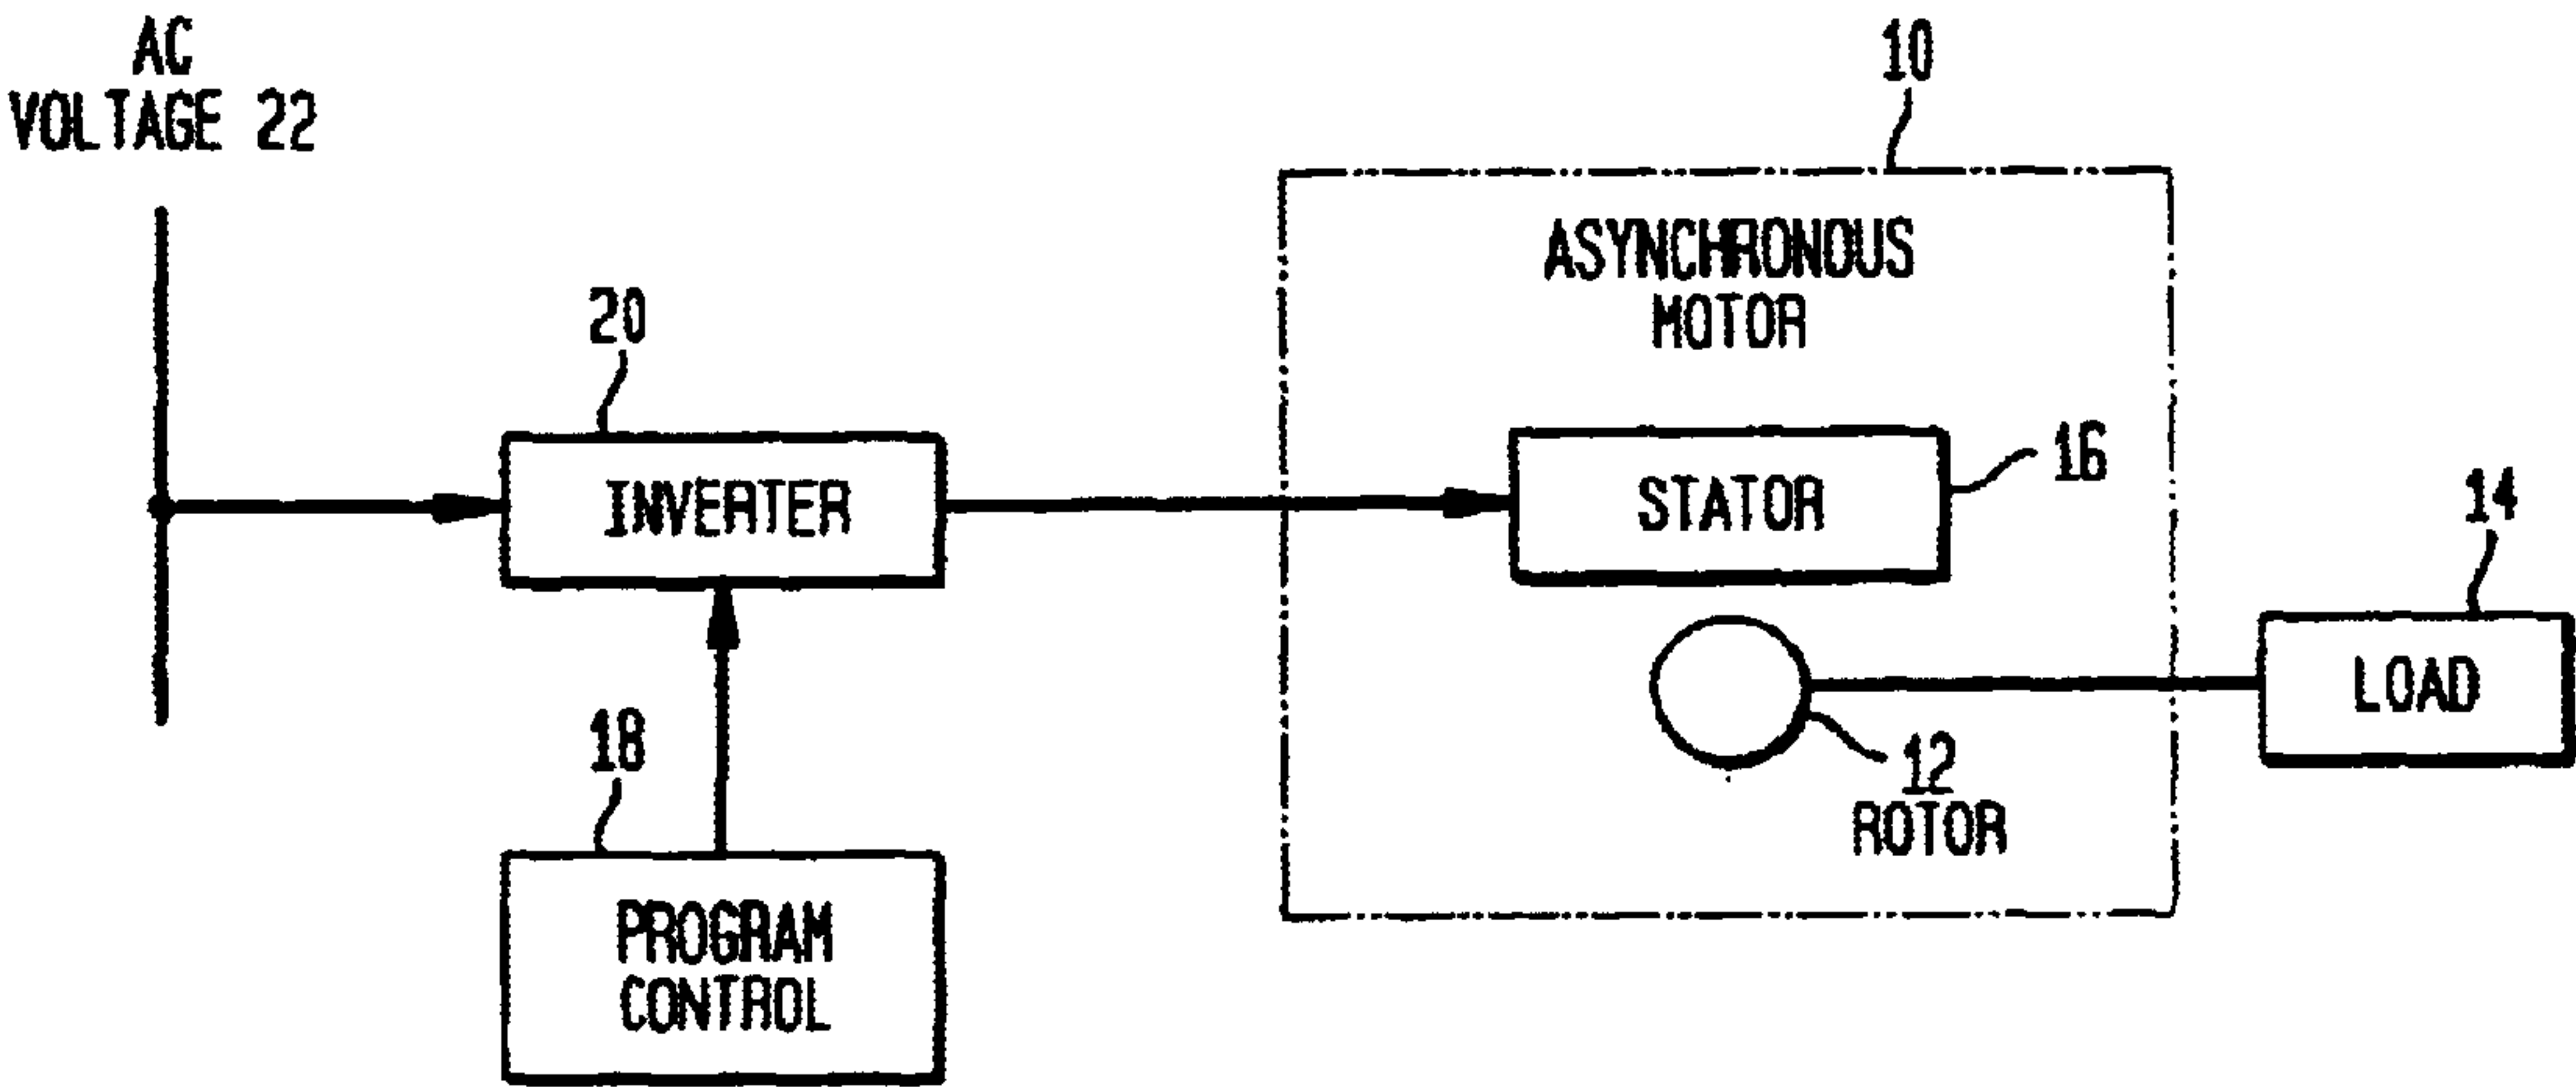 AC
VOLTAGE 22
10
ASYNCHRONOUS
MOTOR
20
INVERTER
STATOR
16
14
LOAD
12
ROTOR
18
PROGRAM
CONTROL